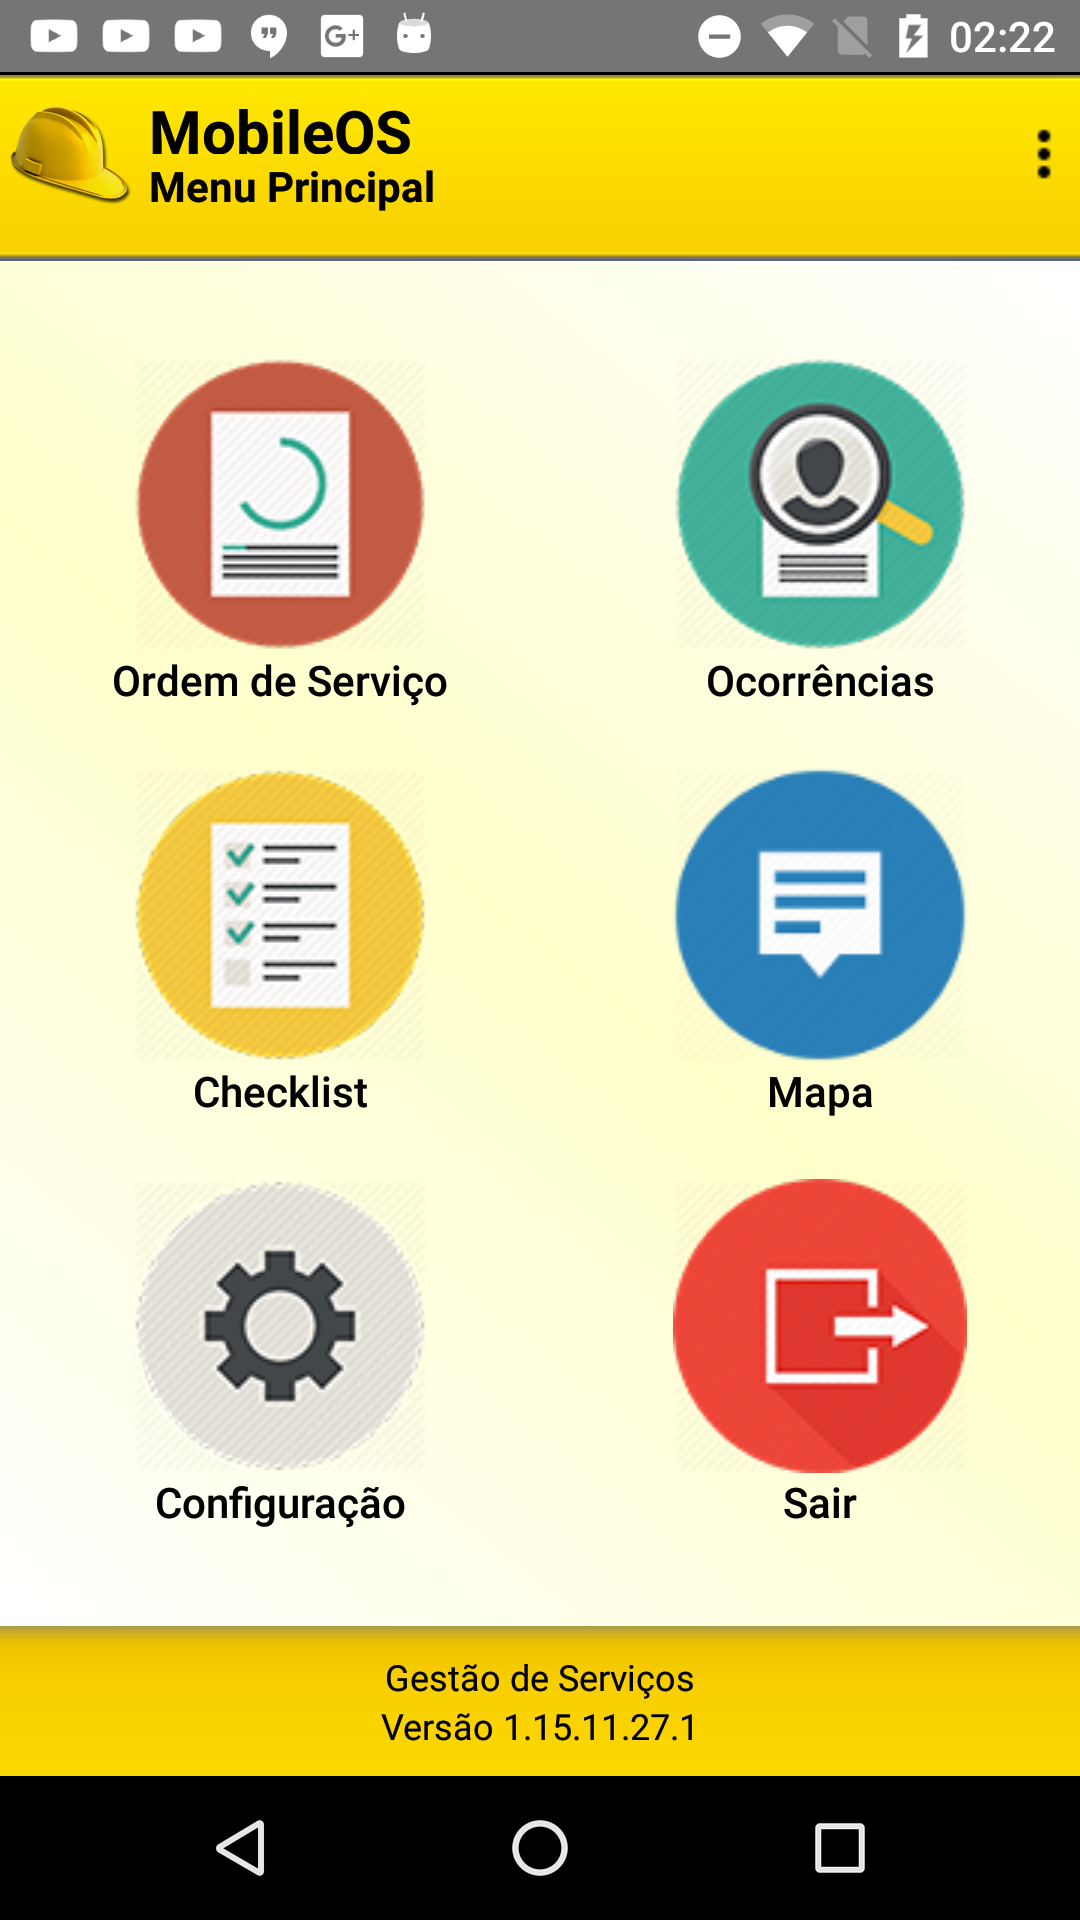 02:22
MobileOS
Menu Principal
Ordem de Serviço
Ocorrências
Checklist
Mapa
Configuração
Sair
Gestão de Serviços
Versão 1.15.11.27.1